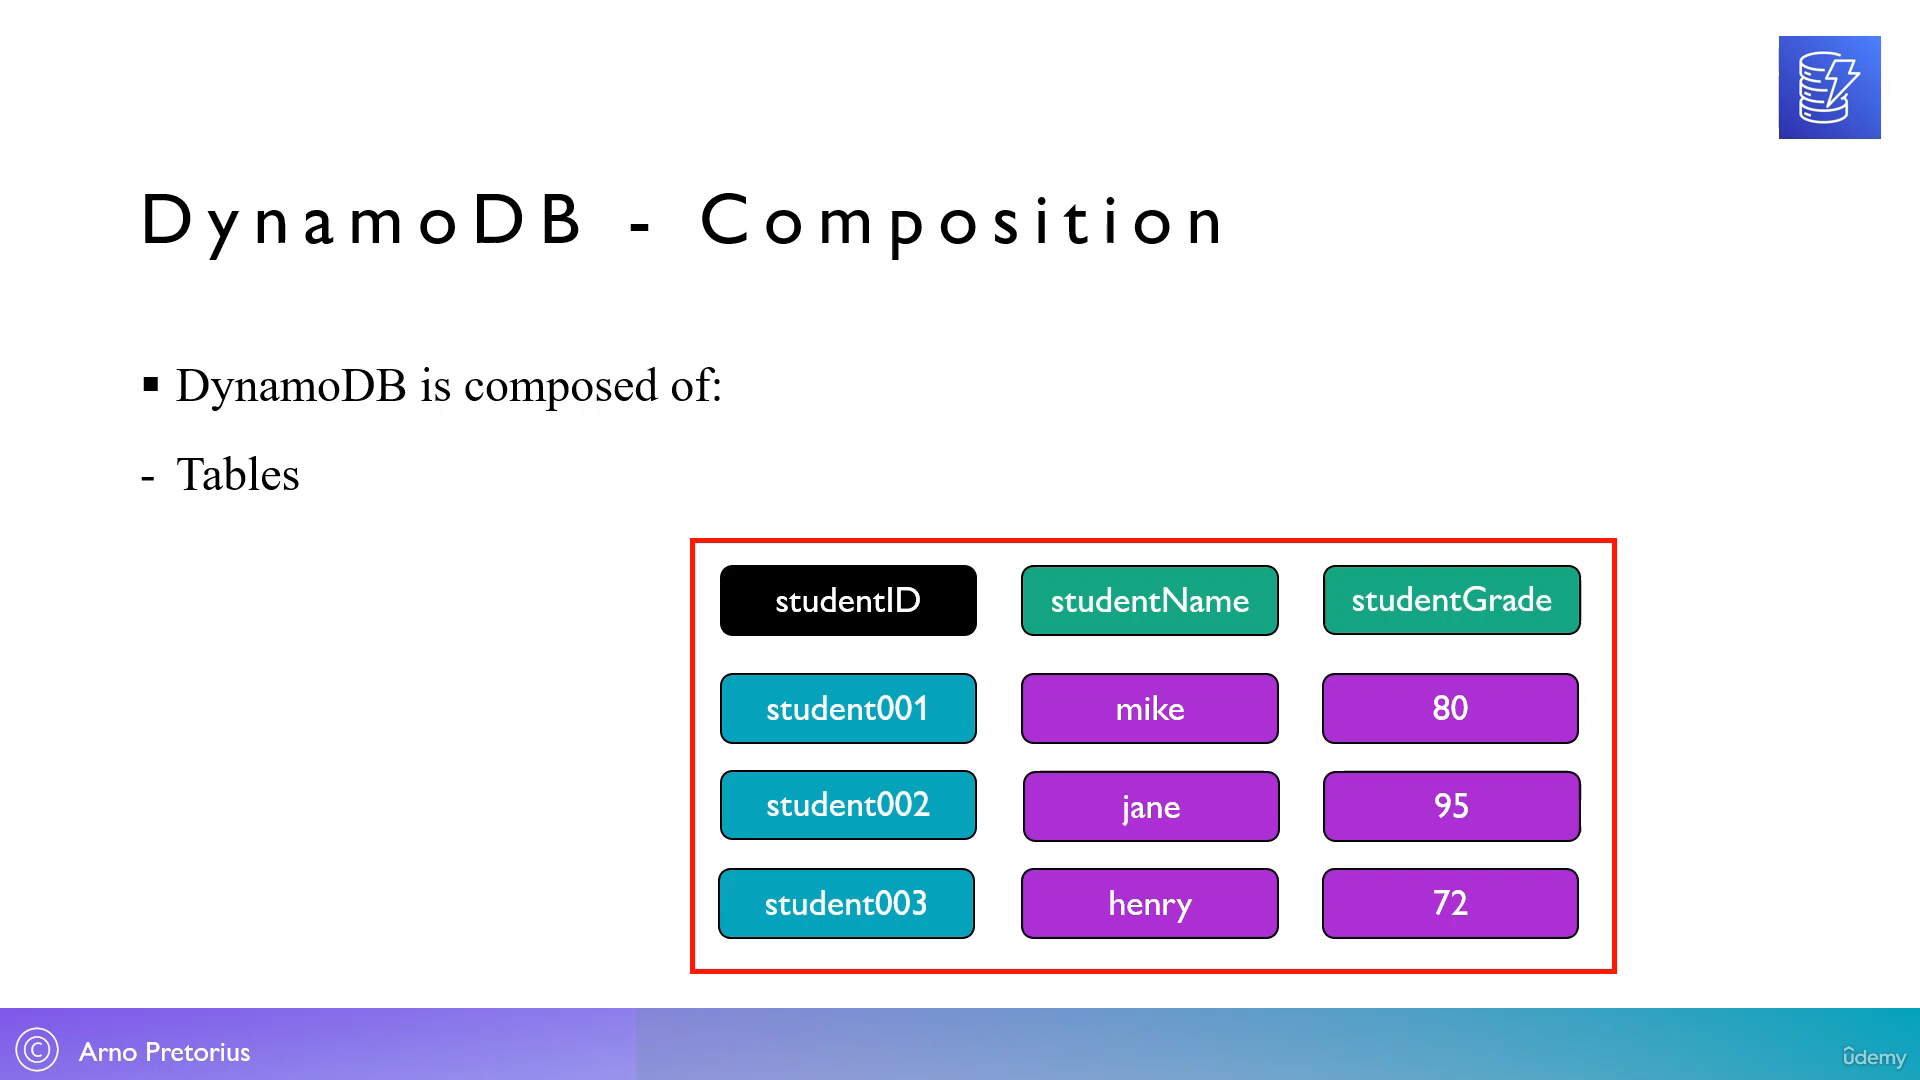 DynamoDB - Composition
▪ DynamoDB is composed of:
- Tables
studentID studentName studentGrade
student001 mike 80
student002 jane 95
student003 henry 72
© Arno Pretorius
ûdemy